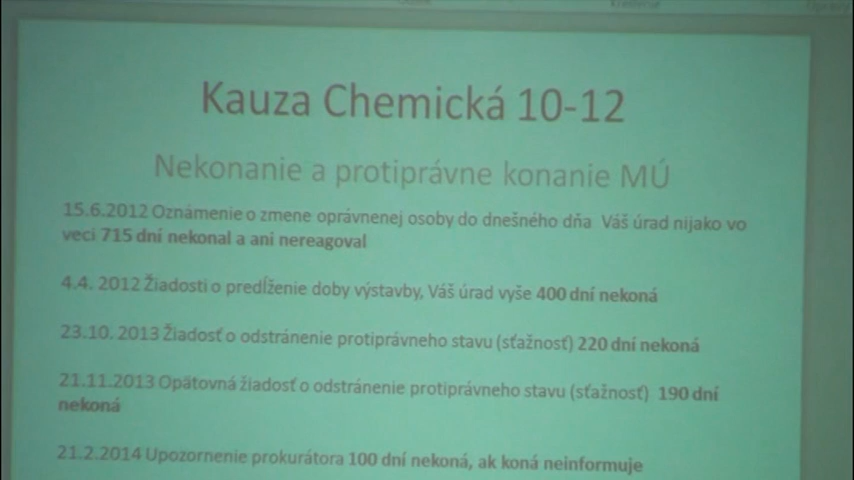 Kauza Chemická 10-12
Nekonanie a protiprávne konanie MÚ
15.6.2012 Oznámenie o zmene oprávnenej osoby do dnešného dňa Váš úrad nijako vo
veci 715 dní nekonal a ani nereagoval
4.4. 2012 Žiadosti o predĺženie doby výstavby, Váš úrad vyše 400 dní nekoná
23.10. 2013 Žiadosť o odstránenie protiprávneho stavu (sťažnosť) 220 dní nekoná
21.11.2013 Opätovná žiadosť o odstránenie protiprávneho stavu (sťažnosť) 190 dní
nekoná
21.2.2014 Upozornenie prokurátora 100 dní nekoná, ak koná neinformuje